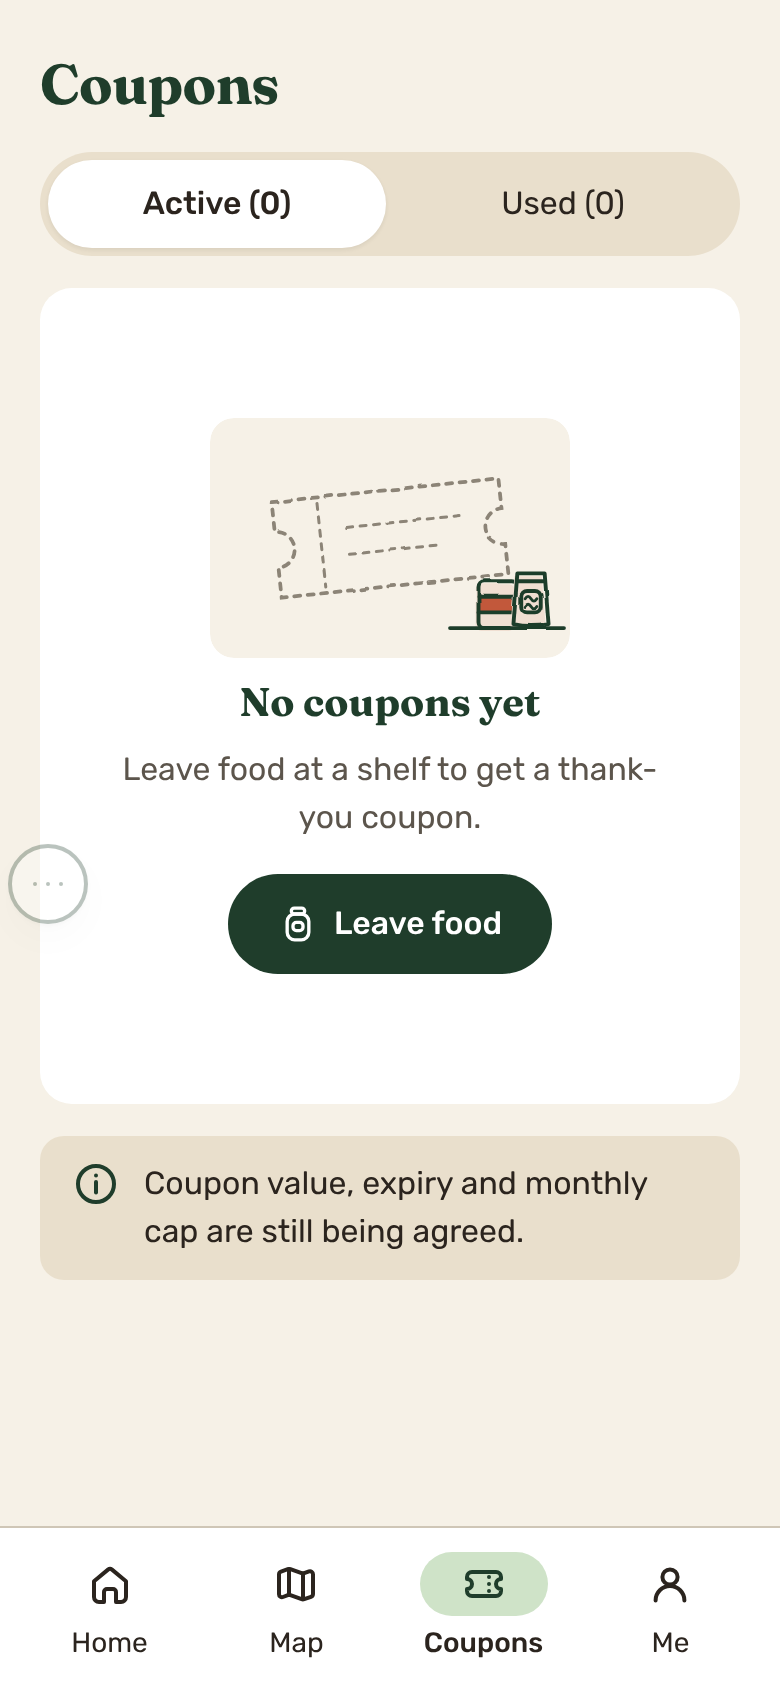 Coupons
Active (0)
Used (0)
No coupons yet
Leave food at a shelf to get a thank-
you coupon.
Leave food
Coupon value, expiry and monthly
cap are still being agreed.
Home
Map
Coupons
Me